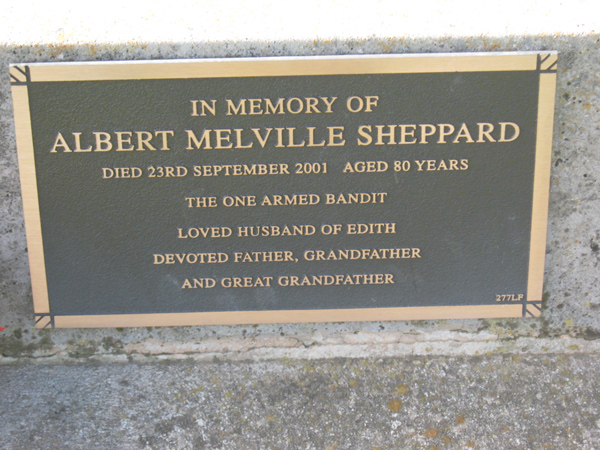 IN MEMORY OF
ALBERT MELVILLE SHEPPARD
DIED 23RD SEPTEMBER 2001 AGED 80 YEARS
THE ONE ARMED BANDIT
LOVED HUSBAND OF EDITH
DEVOTED FATHER, GRANDFATHER
AND GREAT GRANDFATHER
277LF